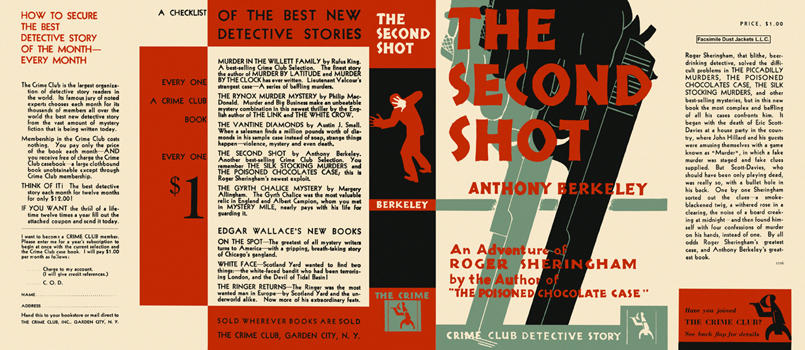 HOW TO SECURE
THE BEST
DETECTIVE STORY
OF THE MONTH—
EVERY MONTH
The Crime Club is the largest organiza-
tion of detective story readers in
the world. Its famous jury of noted
experts chooses each month for its
thousands of members all over the
world the best new detective story
from the vast amount of mystery
fiction that is being written today.
Membership in the Crime Club costs
nothing. You pay only the price
of the book each month—AND
you receive free of charge the Crime
Club casebook - a large clothbound
book unobtainable except through
Crime Club membership.
THINK OF IT! The best detective
story each month for twelve months
for only $12.00!
IF YOU WANT the thrill of a life-
time twelve times a year fill out the
attached coupon and send it today.
I want to become a CRIME CLUB member.
Please enter me for a year's subscription to
begin at once with the current selection and
the Crime Club case book. I will pay $1.00
per month as follows:
Charge to my account.
(I will give credit references.)
C. O. D.
NAME
ADDRESS
Hand this to your bookstore or mail direct to
THE CRIME CLUB, INC., GARDEN CITY, N. Y.
A CHECKLIST
OF THE BEST NEW
DETECTIVE STORIES
EVERY ONE
A CRIME CLUB
BOOK
EVERY ONE
$1
MURDER IN THE WILLETT FAMILY by Rufus King.
A best-selling Crime Club Selection. The finest story
the author of MURDER BY LATITUDE and MURDER
BY THE CLOCK has ever written. Lieutenant Valcour's
strangest case—A series of baffling murders.
THE RYNOX MURDER MYSTERY by Philip Mac-
Donald. Murder and Big Business make an unbeatable
mystery combination in this newest thriller by the Eng-
lish author of THE LINK and THE WHITE CROW.
THE VANTINE DIAMONDS by Austin J. Small.
When a salesman finds a million pounds worth of dia-
monds in his sample case instead of soap, strange things
happen—violence, mystery and even death.
THE SECOND SHOT by Anthony Berkeley.
Another best-selling Crime Club Selection. You
remember THE SILK STOCKING MURDERS and
THE POISONED CHOCOLATES CASE; this is
Roger Sheringham's newest exploit.
THE GYRTH CHALICE MYSTERY by Margery
Allingham. The Gyrth Chalice was the most valuable
relic in England and Albert Campion, whom you met
in MYSTERY MILE, nearly pays with his life for
guarding it.
EDGAR WALLACE'S NEW BOOKS
ON THE SPOT—The greatest of all mystery writers
turns to America—with a gripping, breath-taking story
of Chicago's gangland.
WHITE FACE—Scotland Yard wanted to find two
things: the white-faced bandit who had been terroris-
ing London, and the Devil of Tidal Basin!
THE RINGER RETURNS—The Ringer was the most
wanted man in Europe—by Scotland Yard and the un-
derworld alike. Now more of his extraordinary feats.
SOLD WHEREVER BOOKS ARE SOLD
THE CRIME CLUB, GARDEN CITY, N. Y.
THE
SECOND
SHOT
BERKELEY
THE CRIME
THE
SECOND
SHOT
ANTHONY BERKELEY
An Adventure of
ROGER SHERINGHAM
by the Author of
"THE POISONED CHOCOLATE CASE"
CRIME CLUB DETECTIVE STORY
PRICE, $1.00
Facsimile Dust Jackets L.L.C.
Roger Sheringham, that blithe, beer-
drinking detective, solved the diffi-
cult problems in THE PICCADILLY
MURDERS, THE POISONED
CHOCOLATES CASE, THE SILK
STOCKING MURDERS, and other
best-selling mysteries, but in this new
book the most complex and baffling
of all his cases confronts him. It
began with the death of Eric Scott-
Davies at a house party in the coun-
try, where John Hillard and his guests
were amusing themselves with a game
known as "Murder", in which a fake
murder was staged and fake clues
supplied. But Scott-Davies, who
should have been only playing dead,
was really so, with a bullet hole in
his back. One by one Sheringham
sorted out the clues—a smoke-
blackened twig, a withered rose in a
clearing, the noise of a board creak-
ing at midnight - and then found him-
self with four confessions of murder
on his hands, instead of one. By all
odds Roger Sheringham's greatest
case, and Anthony Berkeley's great-
est book.
Have you joined
THE CRIME CLUB?
See back flap for details